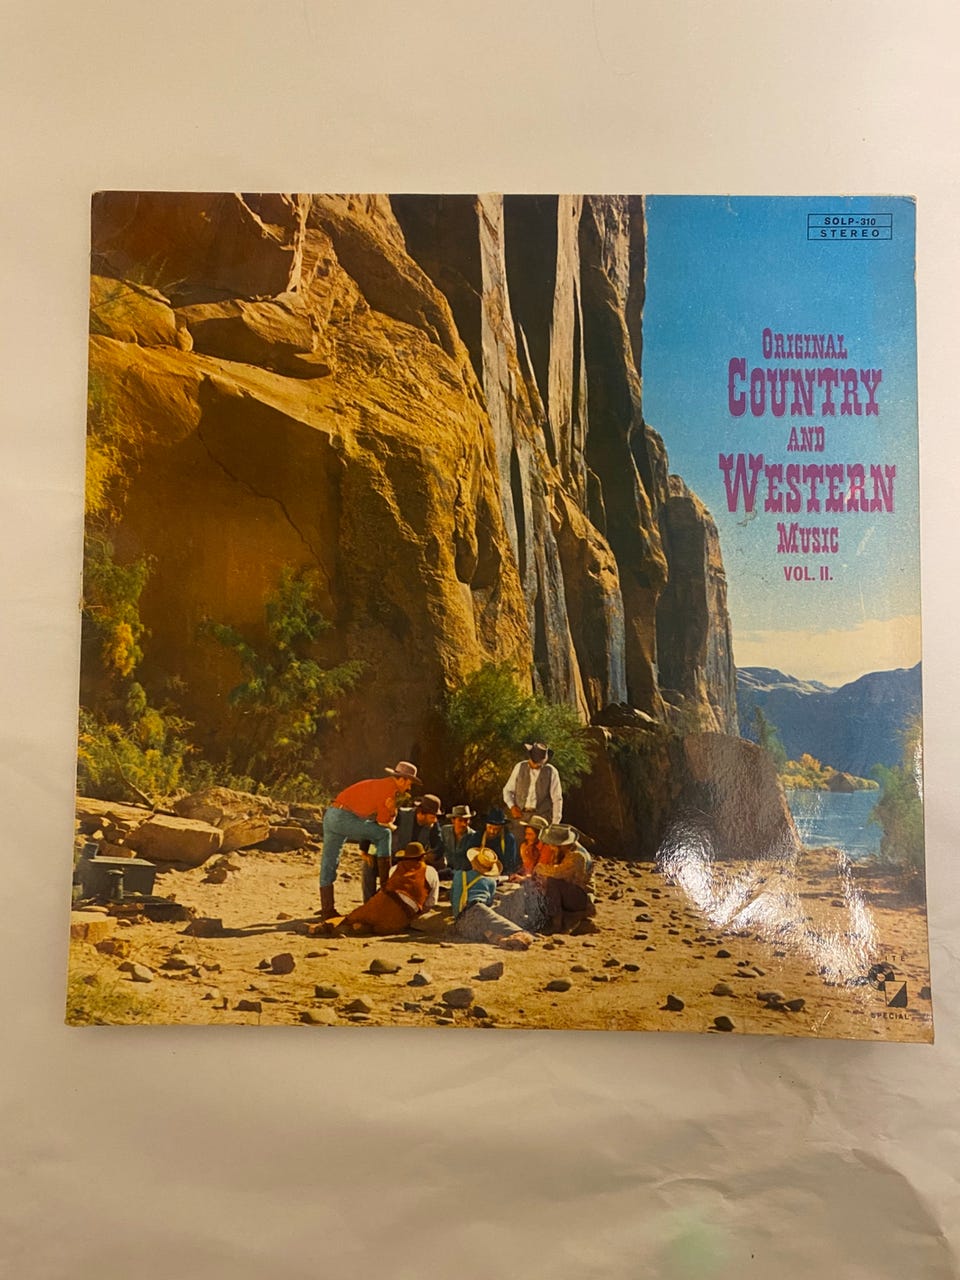 SOLP-310
STEREO
ORIGINAL
COUNTRY
AND
WESTERN
MUSIC
VOL. II.
SPECIAL